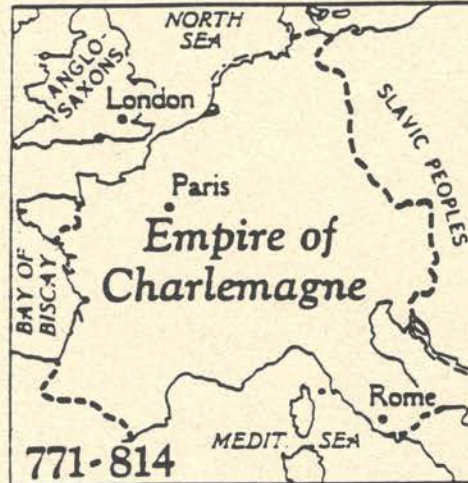 NORTH
SEA
ANGLO-
SAXONS
London
SLAVIC PEOPLES
Paris
Empire of
Charlemagne
BAY OF
BISCAY
Rome
MEDIT. SEA
771-814